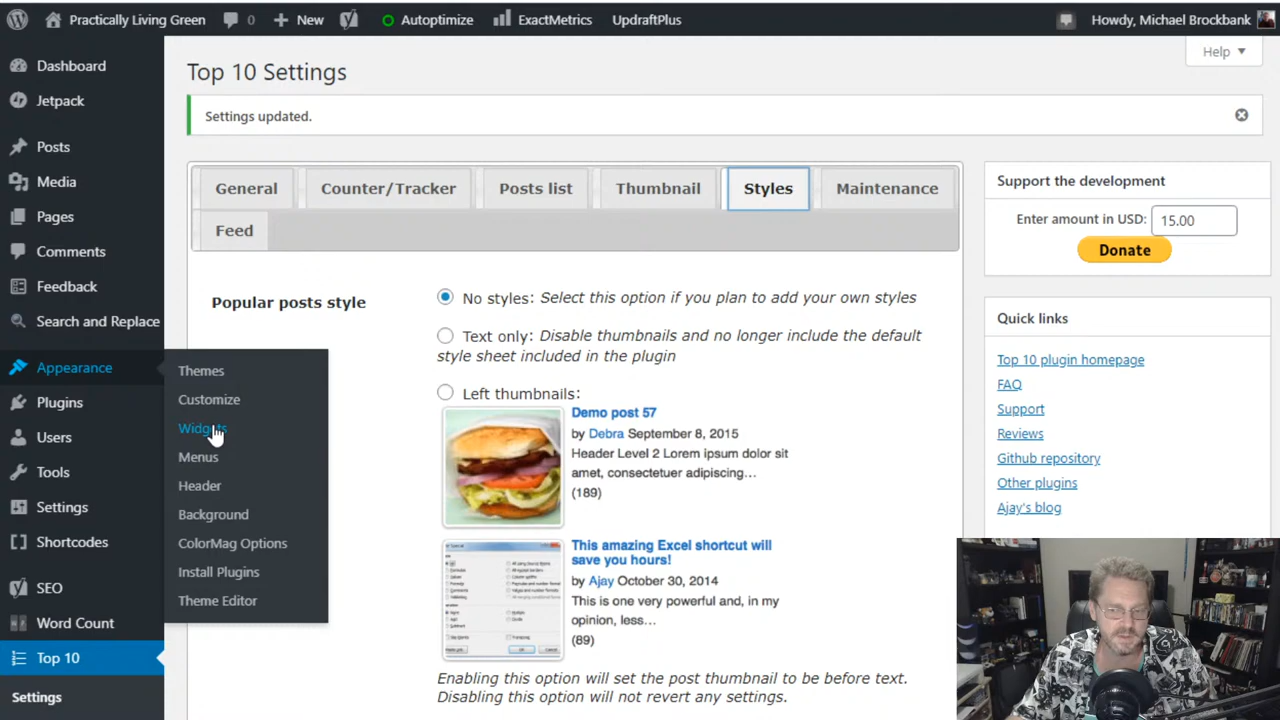 Practically Living Green 0 New Autoptimize ExactMetrics UpdraftPlus Howdy, Michael Brockbank
Help
Dashboard
Jetpack
Posts
Media
Pages
Comments
Feedback
Search and Replace
Appearance
Plugins
Users
Tools
Settings
Shortcodes
SEO
Word Count
Top 10
Settings
Themes
Customize
Widgets
Menus
Header
Background
ColorMag Options
Install Plugins
Theme Editor
Top 10 Settings
Settings updated.
General Counter/Tracker Posts list Thumbnail Styles Maintenance
Feed
Popular posts style
No styles: Select this option if you plan to add your own styles
Text only: Disable thumbnails and no longer include the default
style sheet included in the plugin
Left thumbnails:
Demo post 57
by Debra September 8, 2015
Header Level 2 Lorem ipsum dolor sit
amet, consectetuer adipiscing...
(189)
This amazing Excel shortcut will
save you hours!
by Ajay October 30, 2014
This is one very powerful and, in my
opinion, less...
(89)
Enabling this option will set the post thumbnail to be before text.
Disabling this option will not revert any settings.
Support the development
Enter amount in USD: 15.00
Donate
Quick links
Top 10 plugin homepage
FAQ
Support
Reviews
Github repository
Other plugins
Ajay's blog